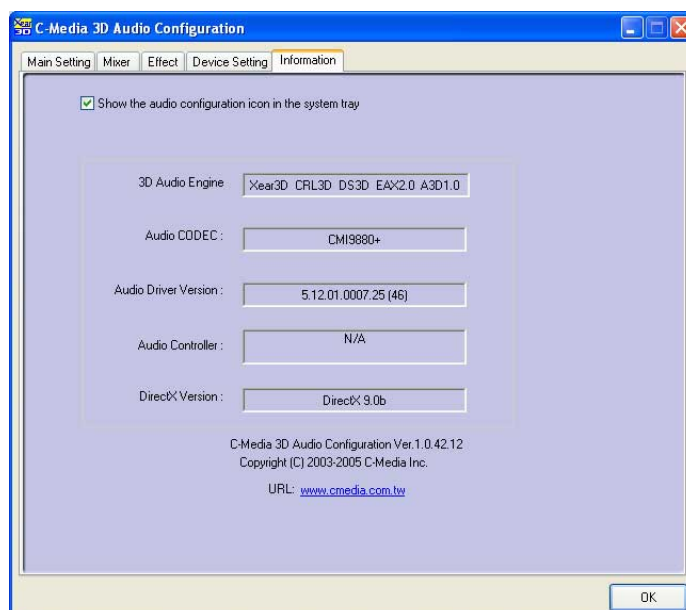 Xear 3D C-Media 3D Audio Configuration
Main Setting Mixer Effect Device Setting Information
Show the audio configuration icon in the system tray
3D Audio Engine Xear3D CRL3D DS3D EAX2.0 A3D1.0
Audio CODEC : CMI9880+
Audio Driver Version : 5.12.01.0007.25 (46)
Audio Controller : N/A
DirectX Version : DirectX 9.0b
C-Media 3D Audio Configuration Ver.1.0.42.12
Copyright (C) 2003-2005 C-Media Inc.
URL: www.cmedia.com.tw
OK